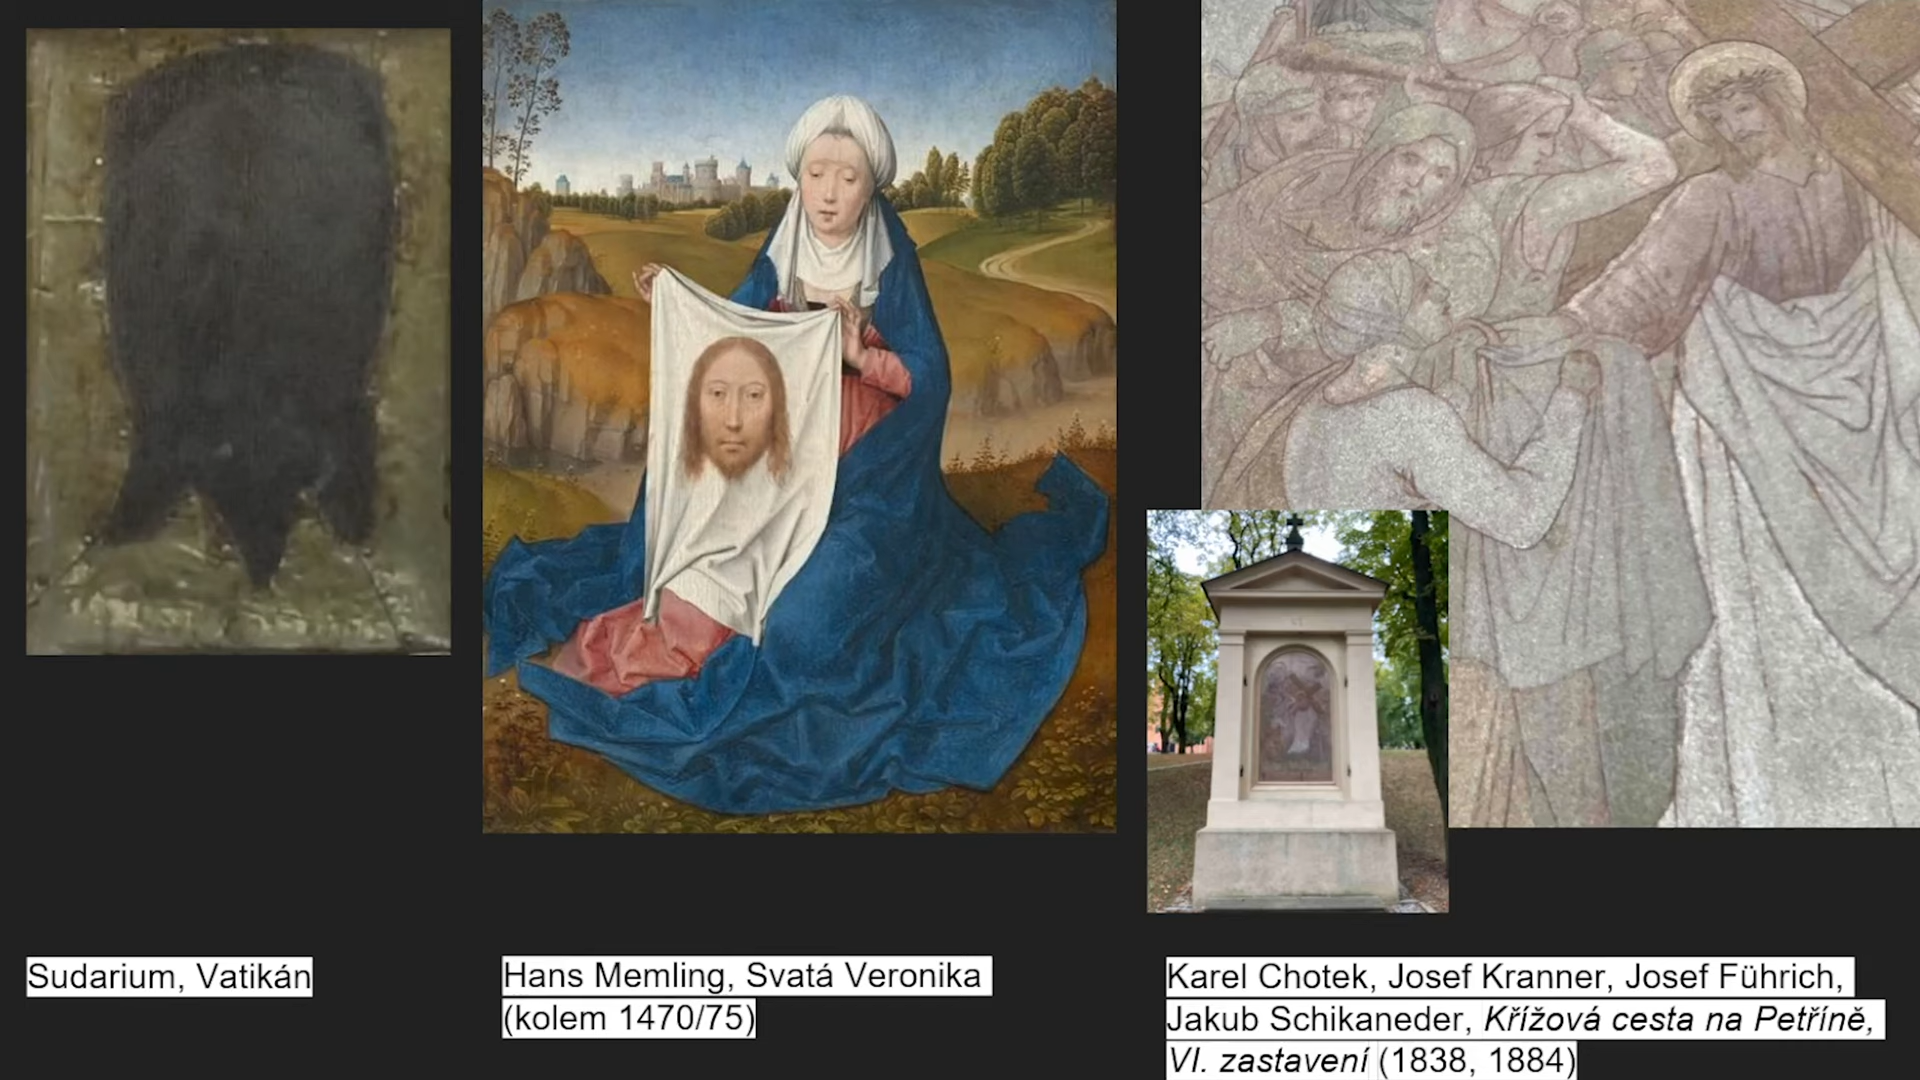 Sudarium, Vatikán
Hans Memling, Svatá Veronika
(kolem 1470/75)
Karel Chotek, Josef Kranner, Josef Führich,
Jakub Schikaneder, Křížová cesta na Petříně,
VI. zastavení (1838, 1884)